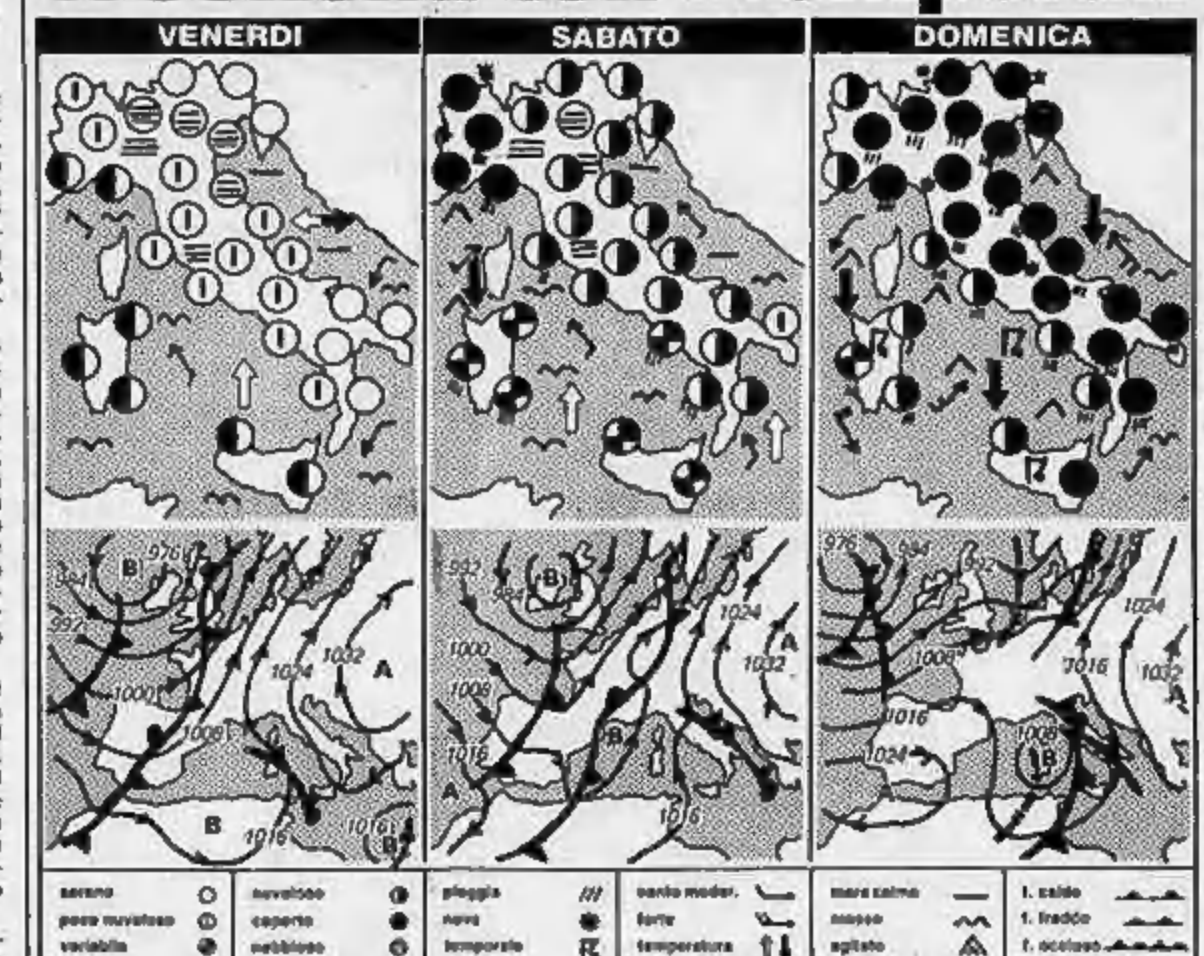 VENERDI
SABATO
DOMENICA
B
976
984
992
1000
1008
1024
1032
A
B
1016
1016
B
992
984
B
1000
1008
1016
A
B
1024
1032
A
1016
976
984
992
1008
1016
1024
1008
B
1016
1024
1032
A
sereno
nuvoloso
pioggia
vento moder.
mare calmo
f. caldo
poco nuvoloso
coperto
neve
forte
mosso
f. freddo
variabile
nebbioso
temporale
temperatura
agitato
f. occluso